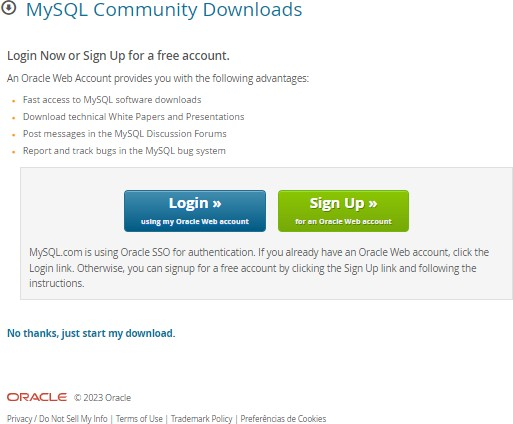 MySQL Community Downloads
Login Now or Sign Up for a free account.
An Oracle Web Account provides you with the following advantages:
• Fast access to MySQL software downloads
• Download technical White Papers and Presentations
• Post messages in the MySQL Discussion Forums
• Report and track bugs in the MySQL bug system
Login »
using my Oracle Web account
Sign Up »
for an Oracle Web account
MySQL.com is using Oracle SSO for authentication. If you already have an Oracle Web account, click the
Login link. Otherwise, you can signup for a free account by clicking the Sign Up link and following the
instructions.
No thanks, just start my download.
ORACLE © 2023 Oracle
Privacy / Do Not Sell My Info | Terms of Use | Trademark Policy | Preferências de Cookies